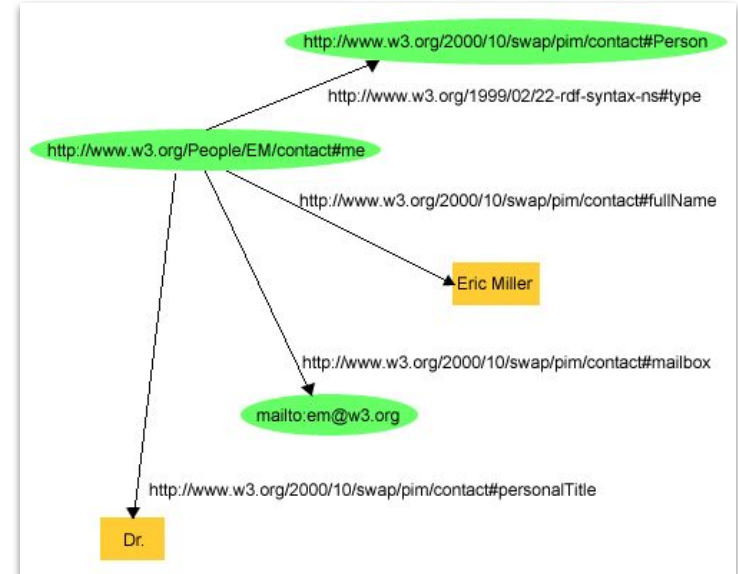 http://www.w3.org/2000/10/swap/pim/contact#Person
http://www.w3.org/1999/02/22-rdf-syntax-ns#type
http://www.w3.org/People/EM/contact#me
http://www.w3.org/2000/10/swap/pim/contact#fullName
Eric Miller
http://www.w3.org/2000/10/swap/pim/contact#mailbox
mailto:em@w3.org
http://www.w3.org/2000/10/swap/pim/contact#personalTitle
Dr.